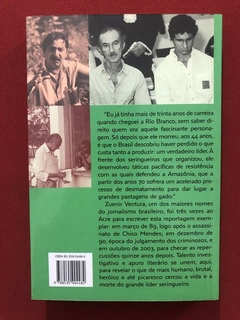 "Eu já tinha mais de trinta anos de carreira
quando cheguei a Rio Branco, sem saber di-
reito quem era aquele fascinante persona-
gem. Só depois que ele morreu, aos 44 anos,
é que o Brasil descobriu haver perdido o que
custa tanto a produzir: um verdadeiro líder." À
frente dos seringueiros que organizou, ele de-
senvolveu táticas pacíficas de resistência
com as quais defendeu a Amazônia, que a
partir dos anos 70 sofrera um acelerado pro-
cesso de desmatamento para dar lugar a
grandes pastagens de gado."
Zuenir Ventura, um dos maiores nomes
do jornalismo brasileiro, foi três vezes ao
Acre para escrever esta reportagem exem-
plar: em março de 89, logo após o assassi-
nato de Chico Mendes, em dezembro de
90, época do julgamento dos criminosos, e
em outubro de 2003, para checar as reper-
cussões quinze anos depois. Talento inves-
tigativo e apuro literário se unem, aqui,
para revelar o que de mais humano, brutal,
heróico e até picaresco cercou a vida e a
morte do grande líder seringueiro.